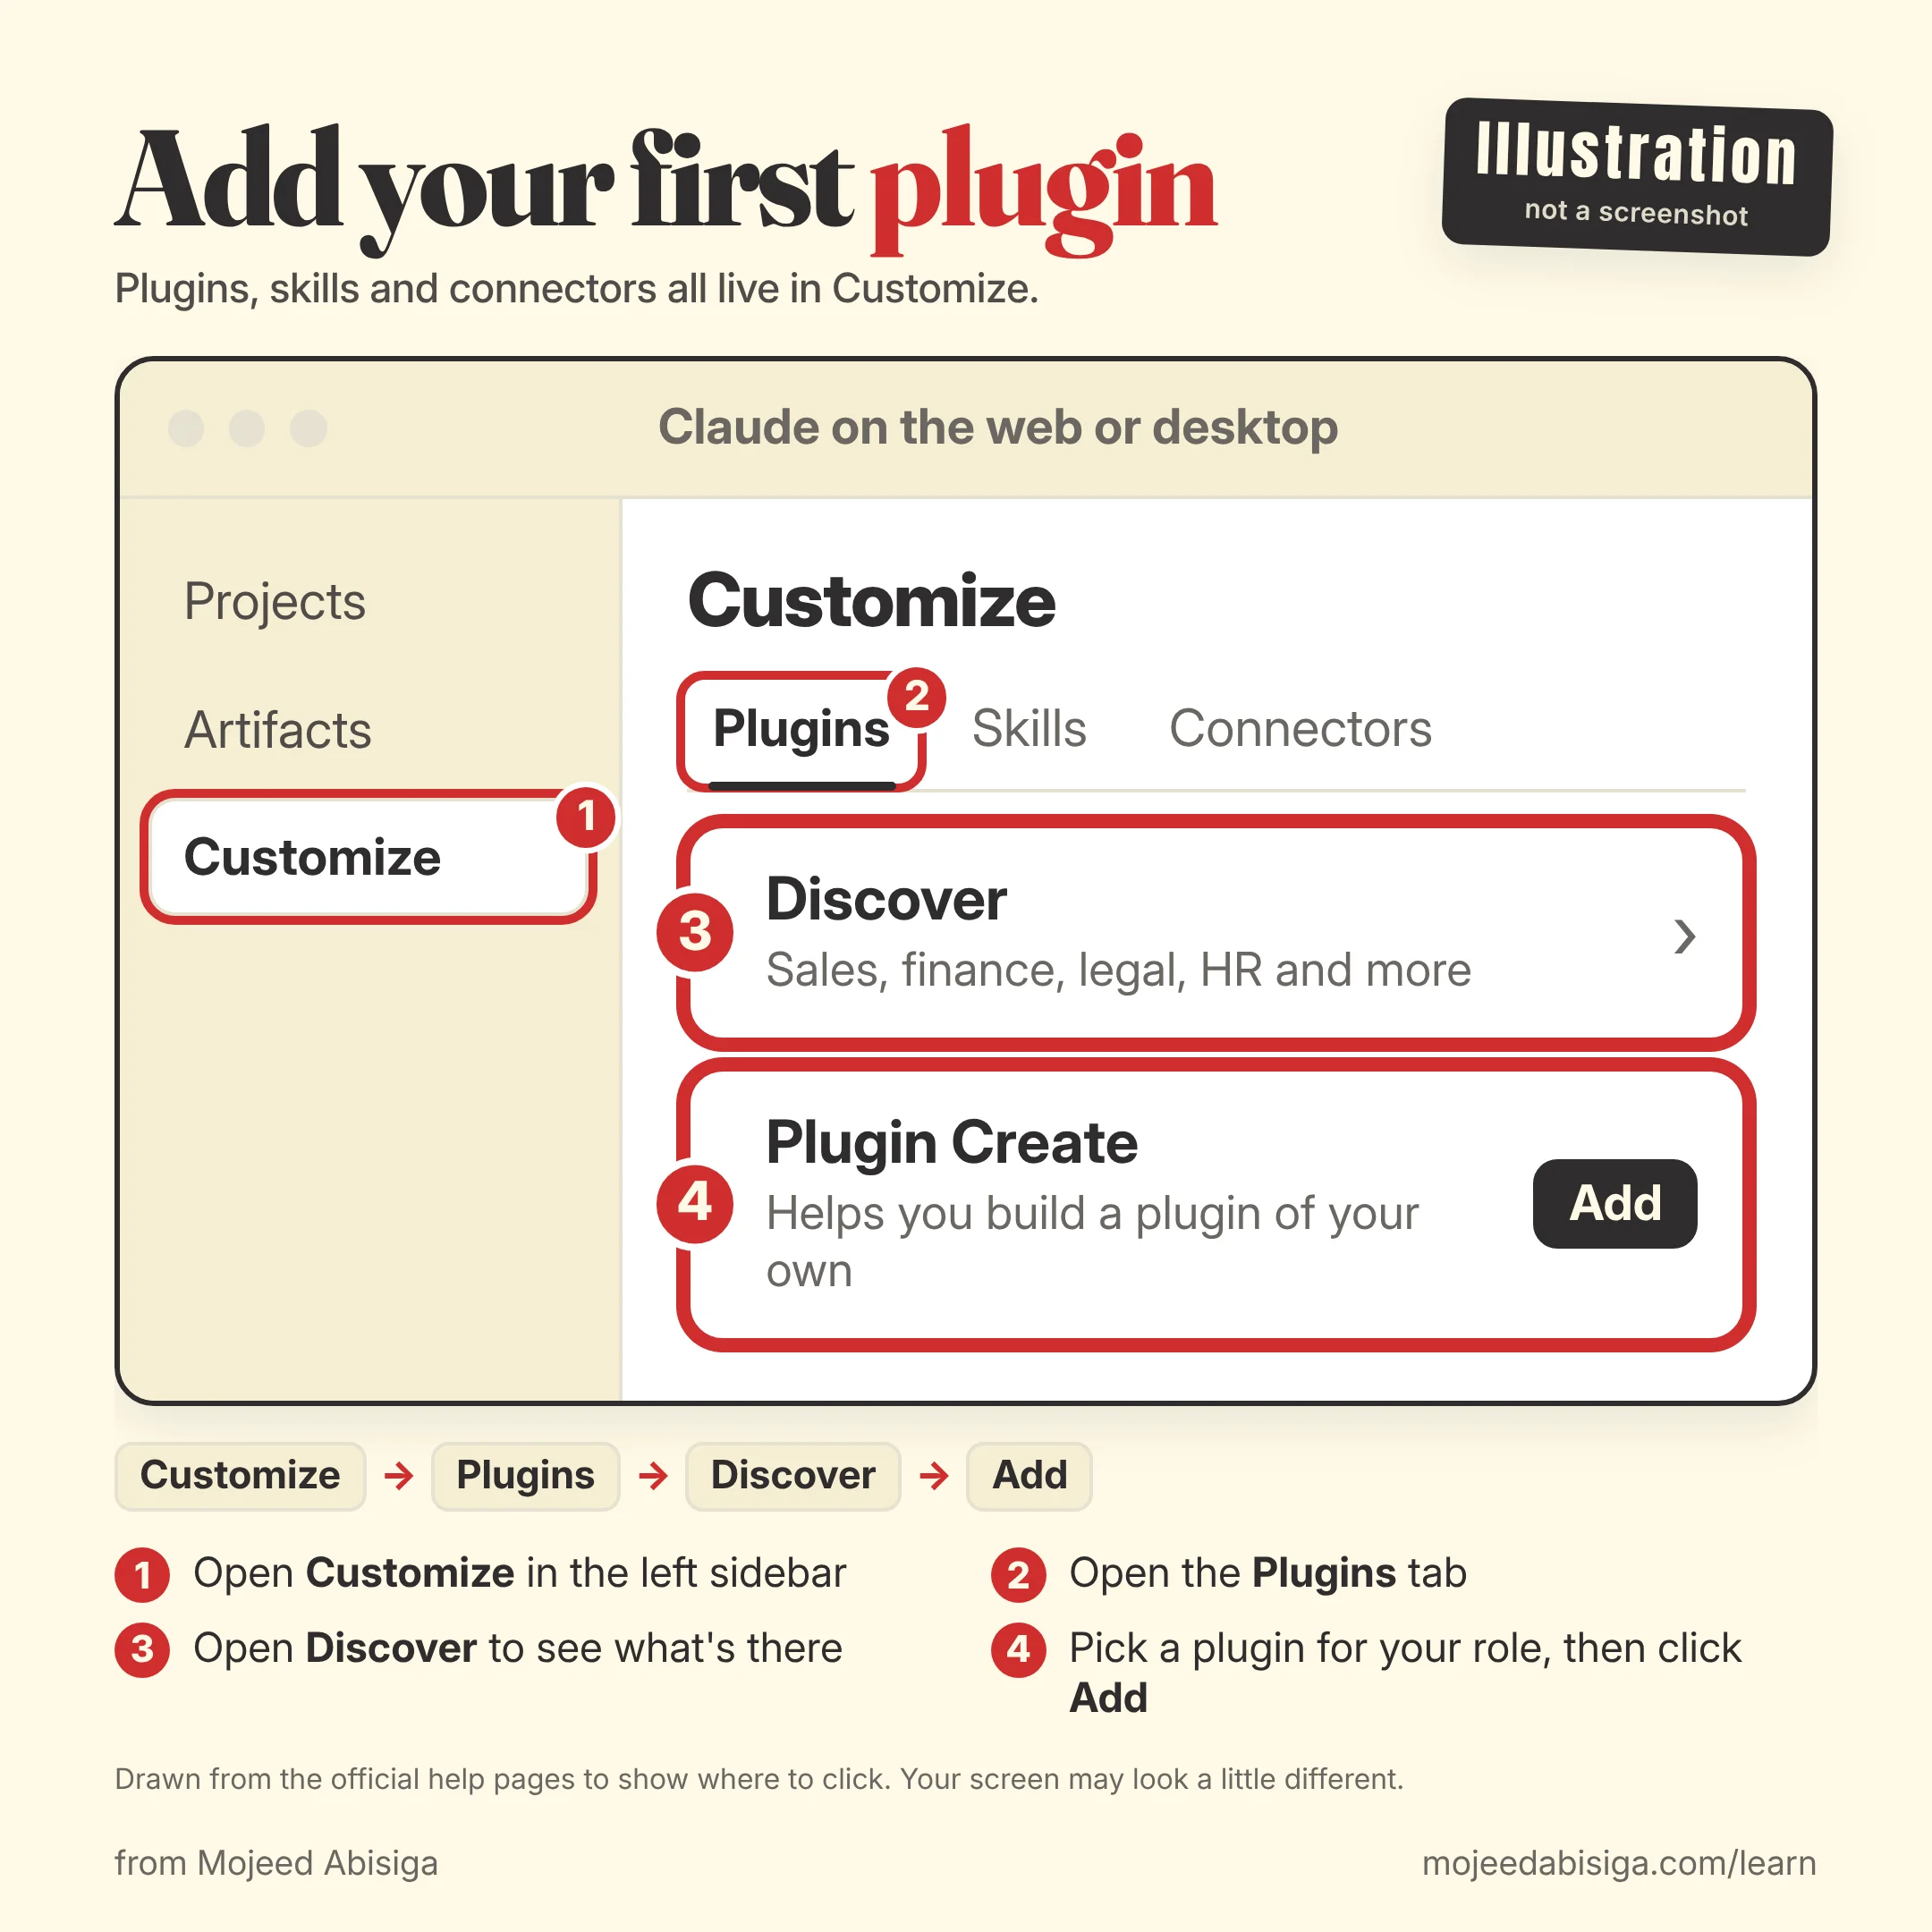 Add your first plugin
Illustration
not a screenshot
Plugins, skills and connectors all live in Customize.
Claude on the web or desktop
Projects
Artifacts
Customize
1
Customize
Plugins
2
Skills
Connectors
3
Discover
Sales, finance, legal, HR and more
›
4
Plugin Create
Helps you build a plugin of your
own
Add
Customize → Plugins → Discover → Add
1 Open Customize in the left sidebar
2 Open the Plugins tab
3 Open Discover to see what's there
4 Pick a plugin for your role, then click
Add
Drawn from the official help pages to show where to click. Your screen may look a little different.
from Mojeed Abisiga
mojeedabisiga.com/learn